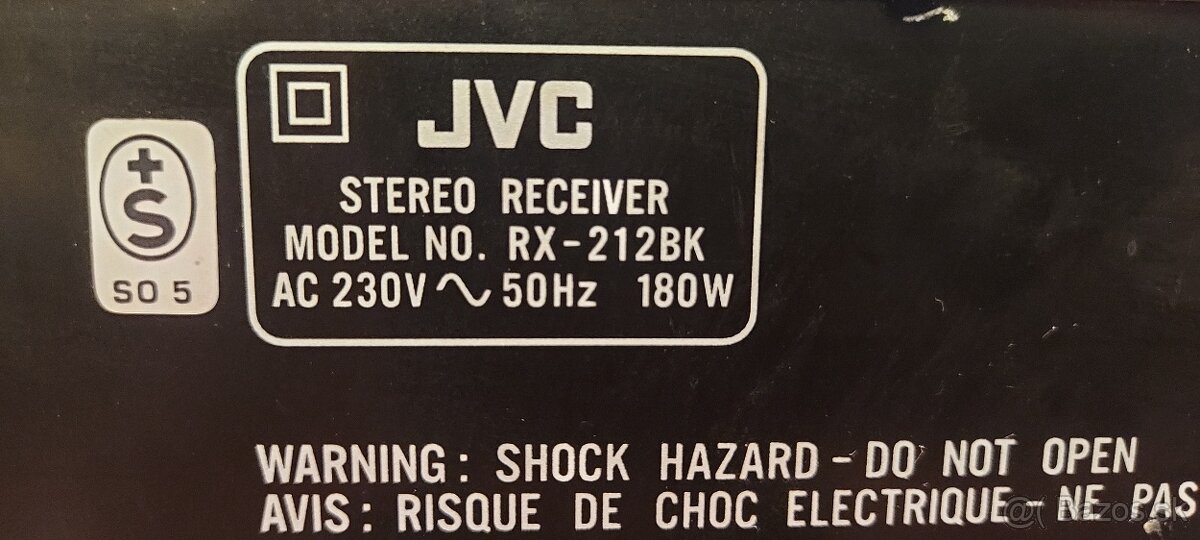 JVC
STEREO RECEIVER
MODEL NO. RX-212BK
AC 230V ~ 50Hz 180W
+
S
SO 5
WARNING: SHOCK HAZARD - DO NOT OPEN
AVIS: RISQUE DE CHOC ELECTRIQUE - NE PAS